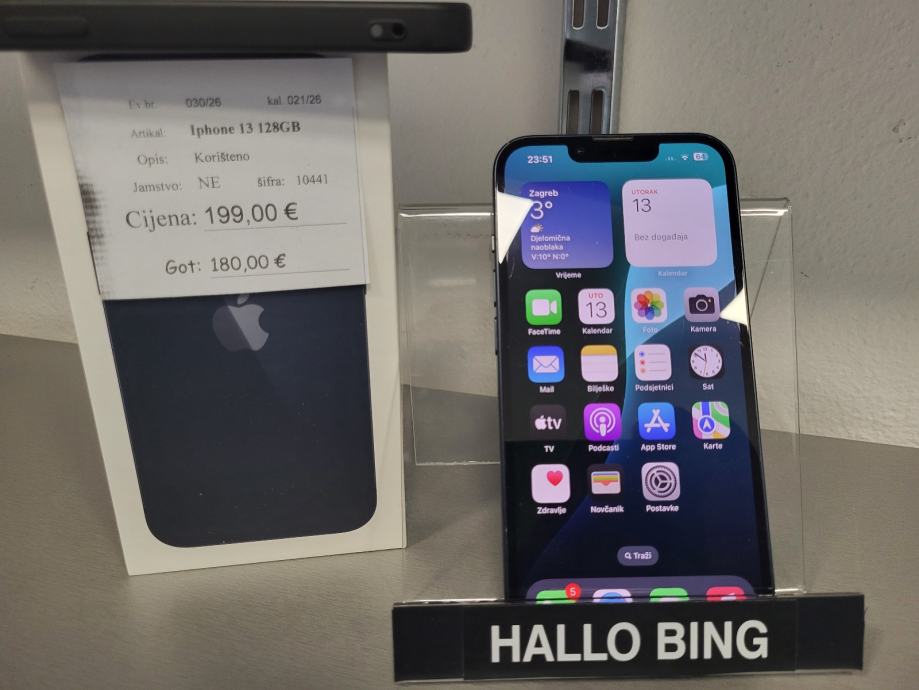 Ev.br. 030/26 kal. 021/26
Artikal: Iphone 13 128GB
Opis: Korišteno
Jamstvo: NE šifra: 10441
Cijena: 199,00 €
Got: 180,00 €
23:51
64
Zagreb
3°
Djelomična
naoblaka
V:10° N:0°
Vrijeme
UTORAK
13
Bez događaja
Kalendar
FaceTime
UTO
13
Kalendar
Foto
Kamera
Mail
Bilješke
Podsjetnici
Sat
tv
TV
Podcasti
App Store
Karte
Zdravlje
Novčanik
Postavke
Traži
5
HALLO BING